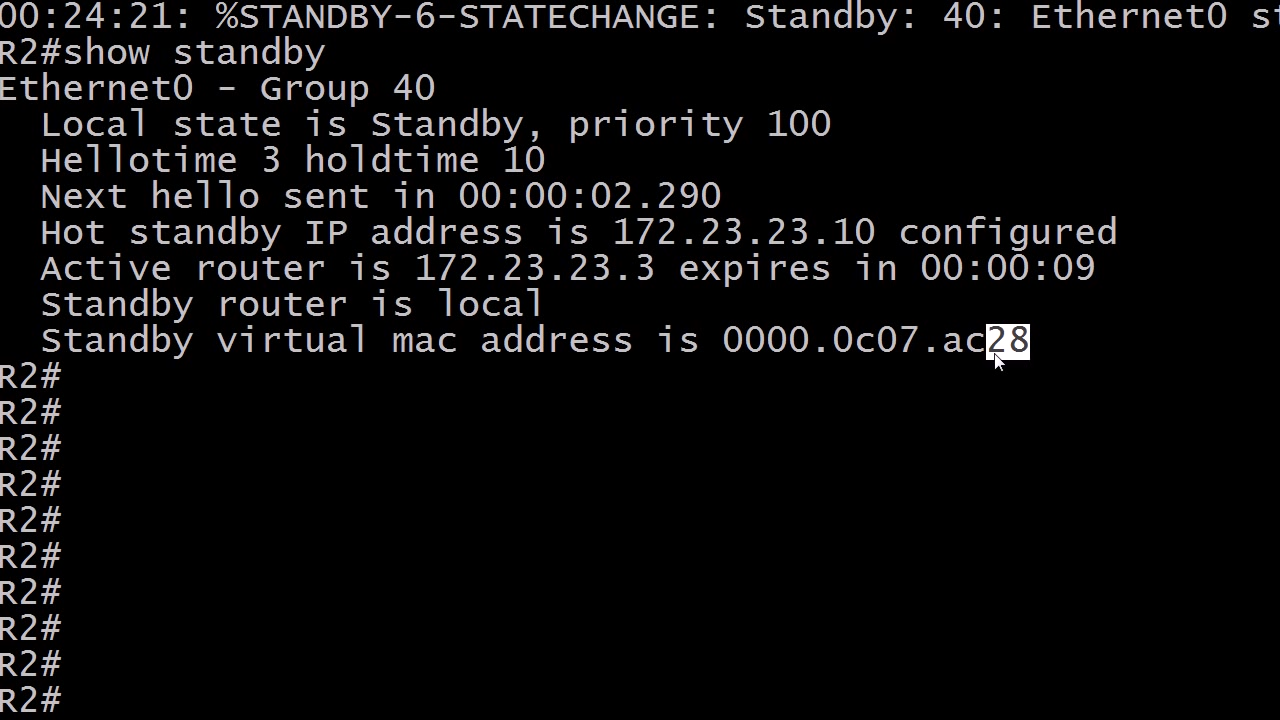 00:24:21: %STANDBY-6-STATECHANGE: Standby: 40: Ethernet0 st
R2#show standby
Ethernet0 - Group 40
Local state is Standby, priority 100
Hellotime 3 holdtime 10
Next hello sent in 00:00:02.290
Hot standby IP address is 172.23.23.10 configured
Active router is 172.23.23.3 expires in 00:00:09
Standby router is local
Standby virtual mac address is 0000.0c07.ac28
R2#
R2#
R2#
R2#
R2#
R2#
R2#
R2#
R2#
R2#